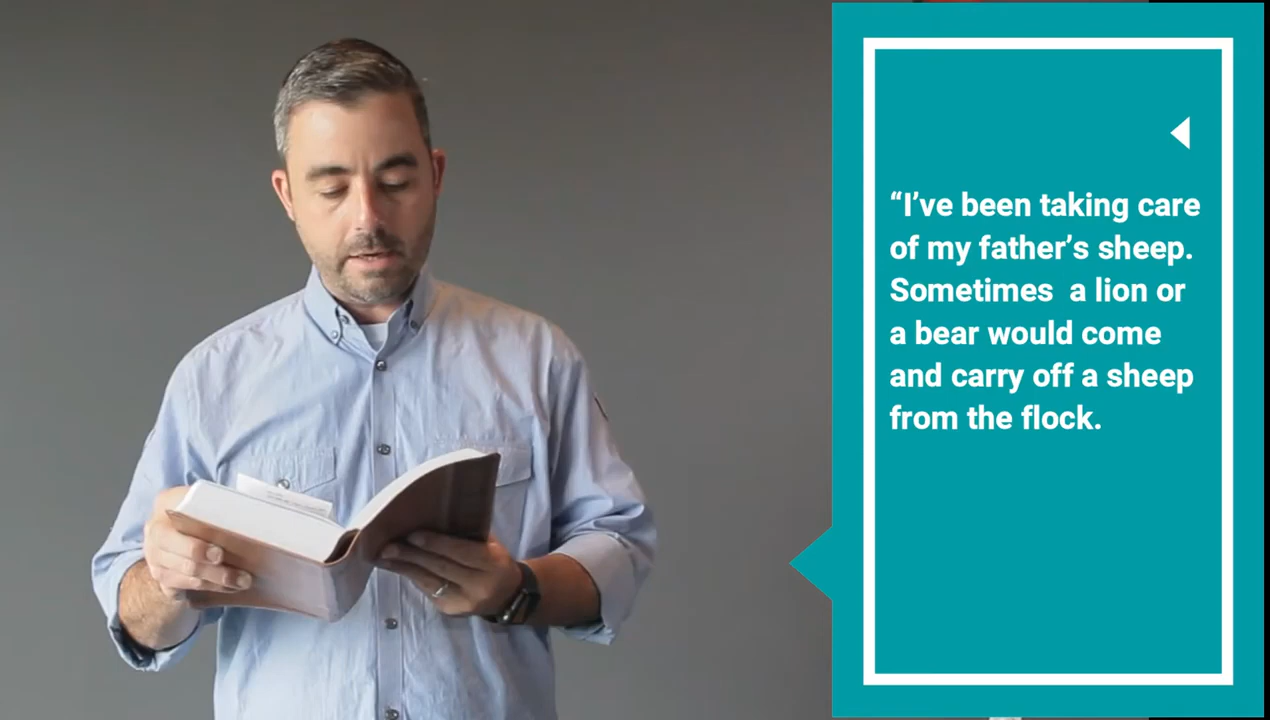 “I’ve been taking care
of my father’s sheep.
Sometimes  a lion or
a bear would come
and carry off a sheep
from the flock.